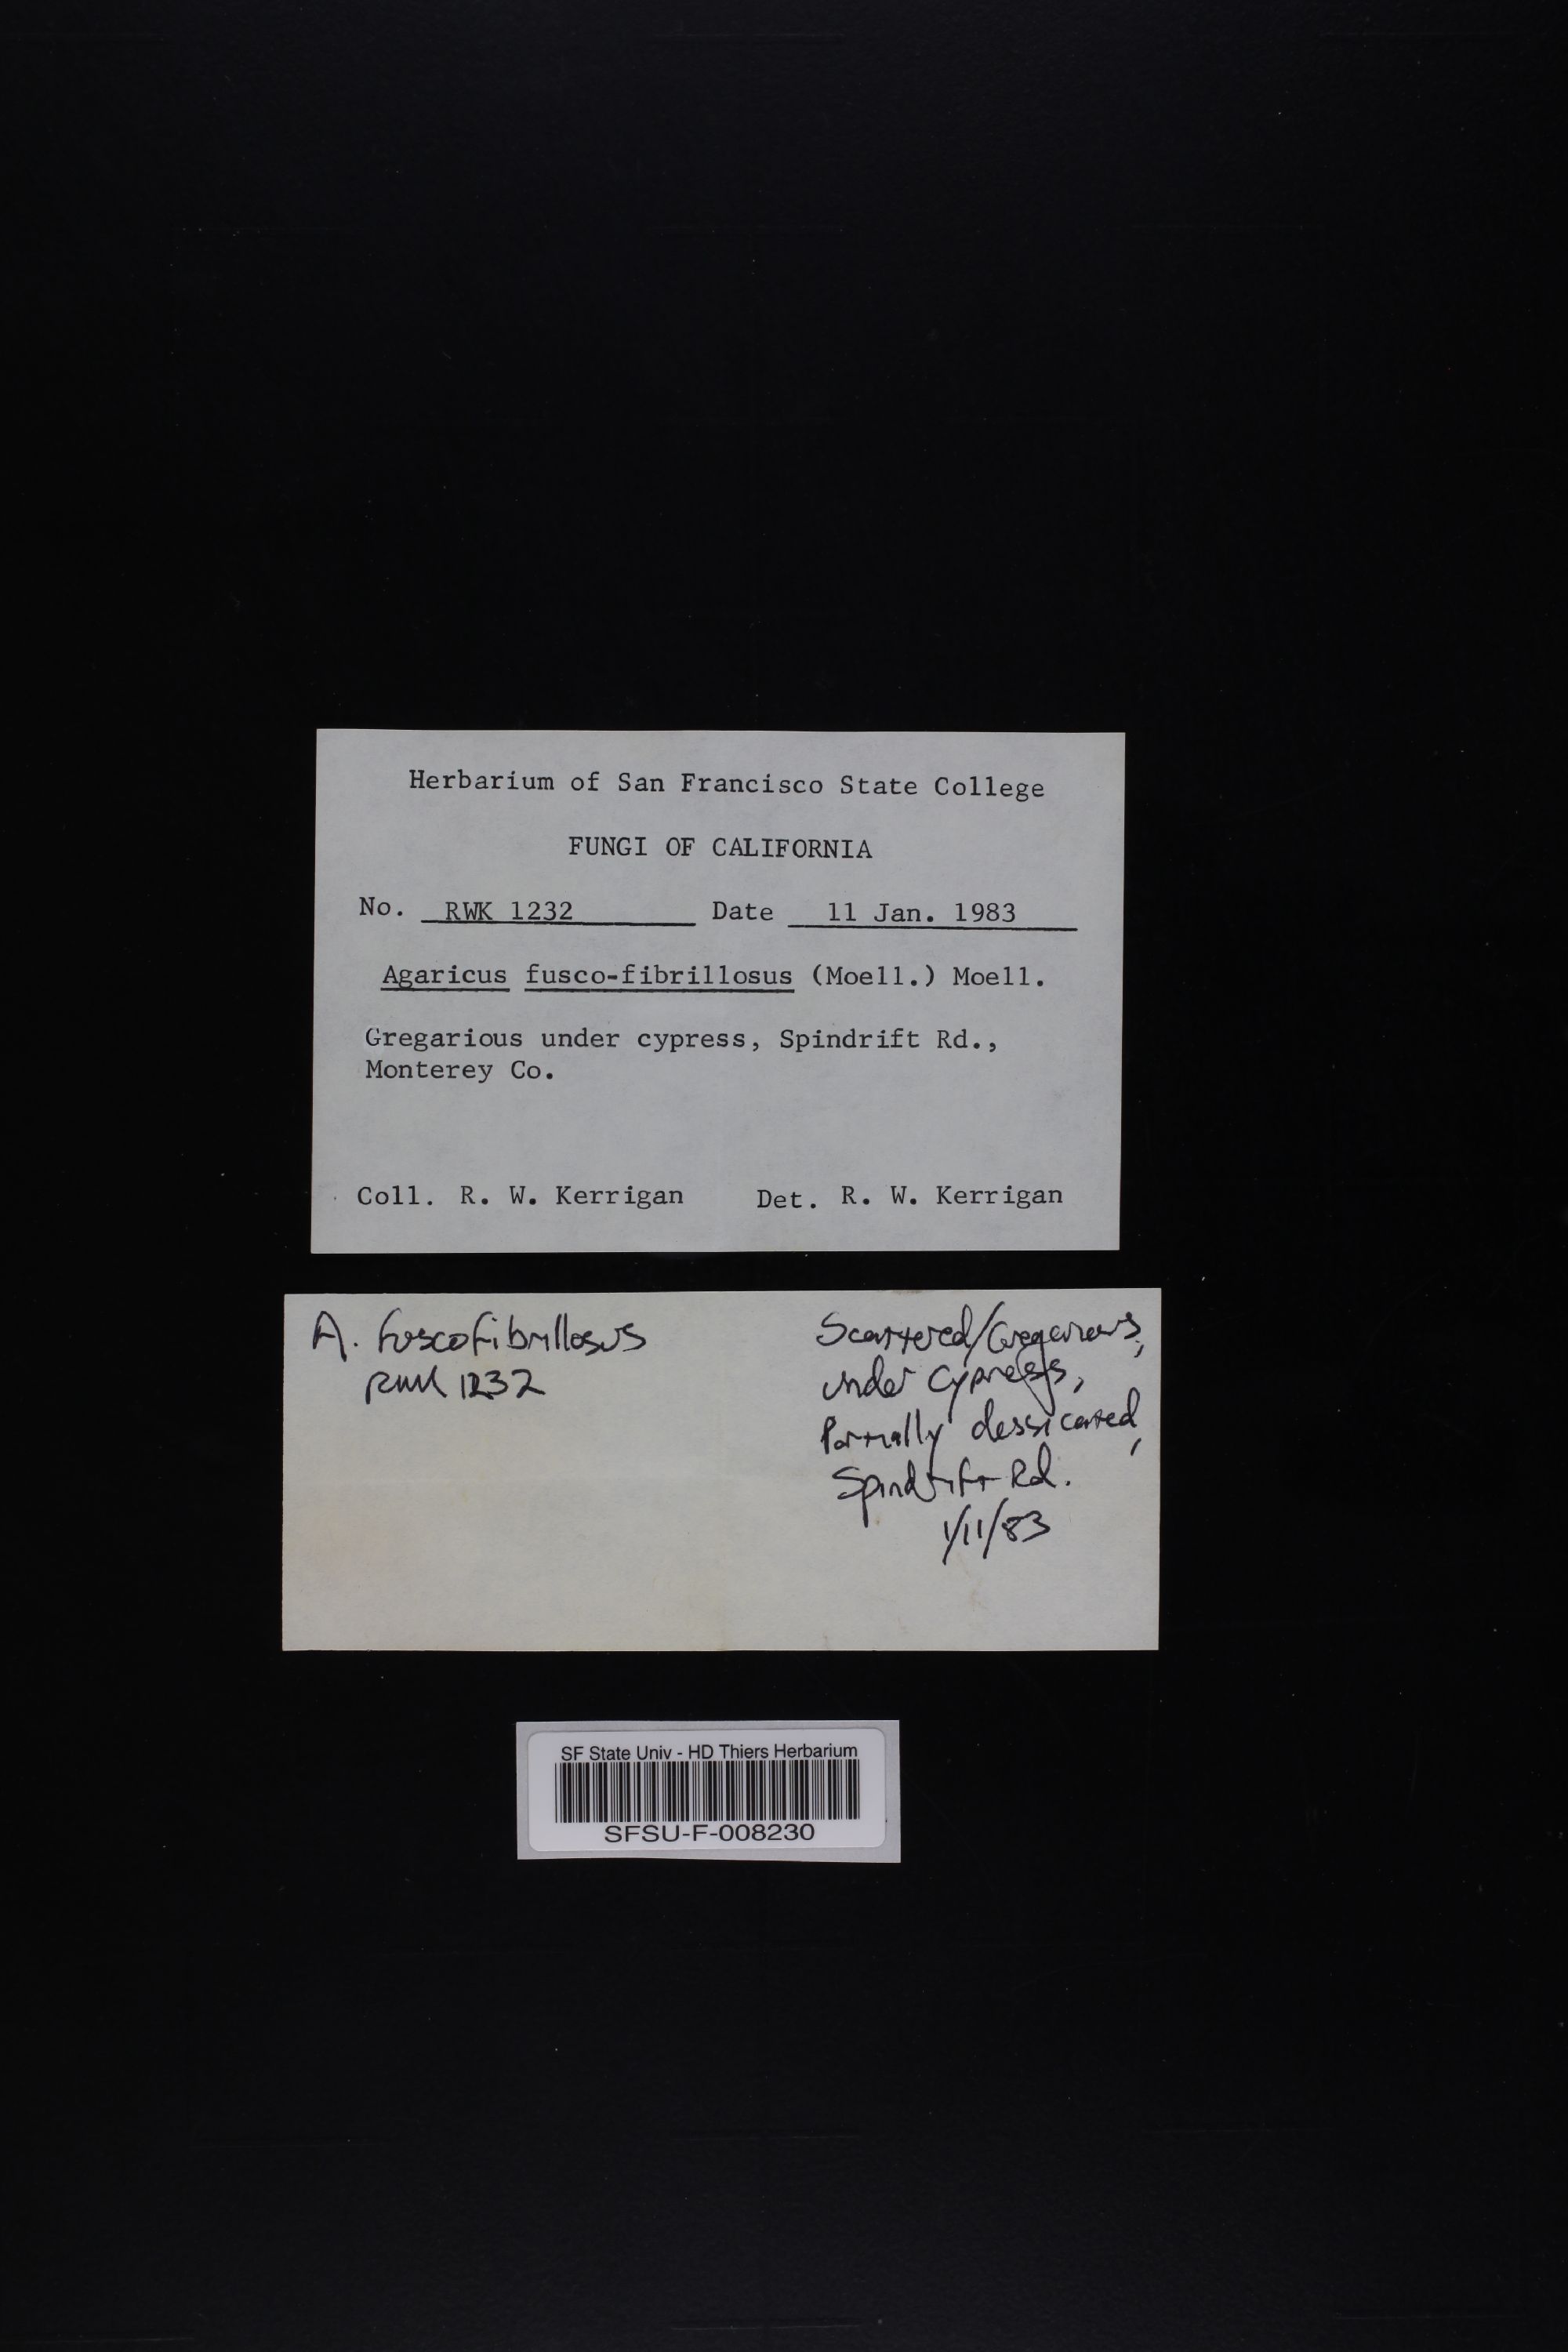 Herbarium of San Francisco State College
FUNGI OF CALIFORNIA
No. RWK 1232 Date 11 Jan. 1983
Agaricus fusco-fibrillosus (Moell.) Moell.
Gregarious under cypress, Spindrift Rd.,
Monterey Co.
Coll. R. W. Kerrigan Det. R. W. Kerrigan
A. fuscofibrillosus
RWK 1232
Scattered/Gregarious,
under cypress,
Partially dessicated,
Spindrift Rd.
1/11/83
SF State Univ - HD Thiers Herbarium
SFSU-F-008230